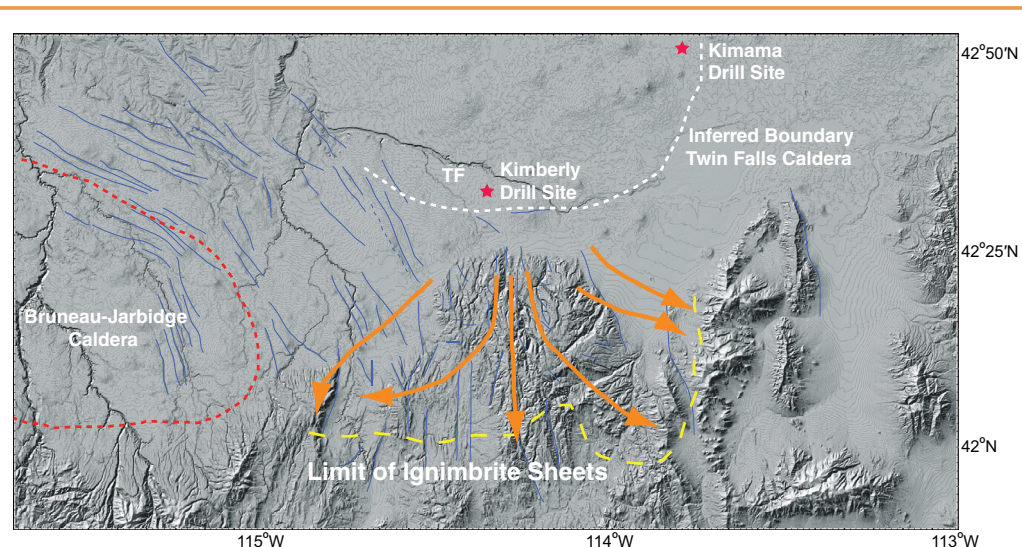 Kimama
Drill Site
42°50'N
Inferred Boundary
Twin Falls Caldera
TF
Kimberly
Drill Site
42°25'N
Bruneau-Jarbidge
Caldera
42°N
Limit of Ignimbrite Sheets
115°W
114°W
113°W